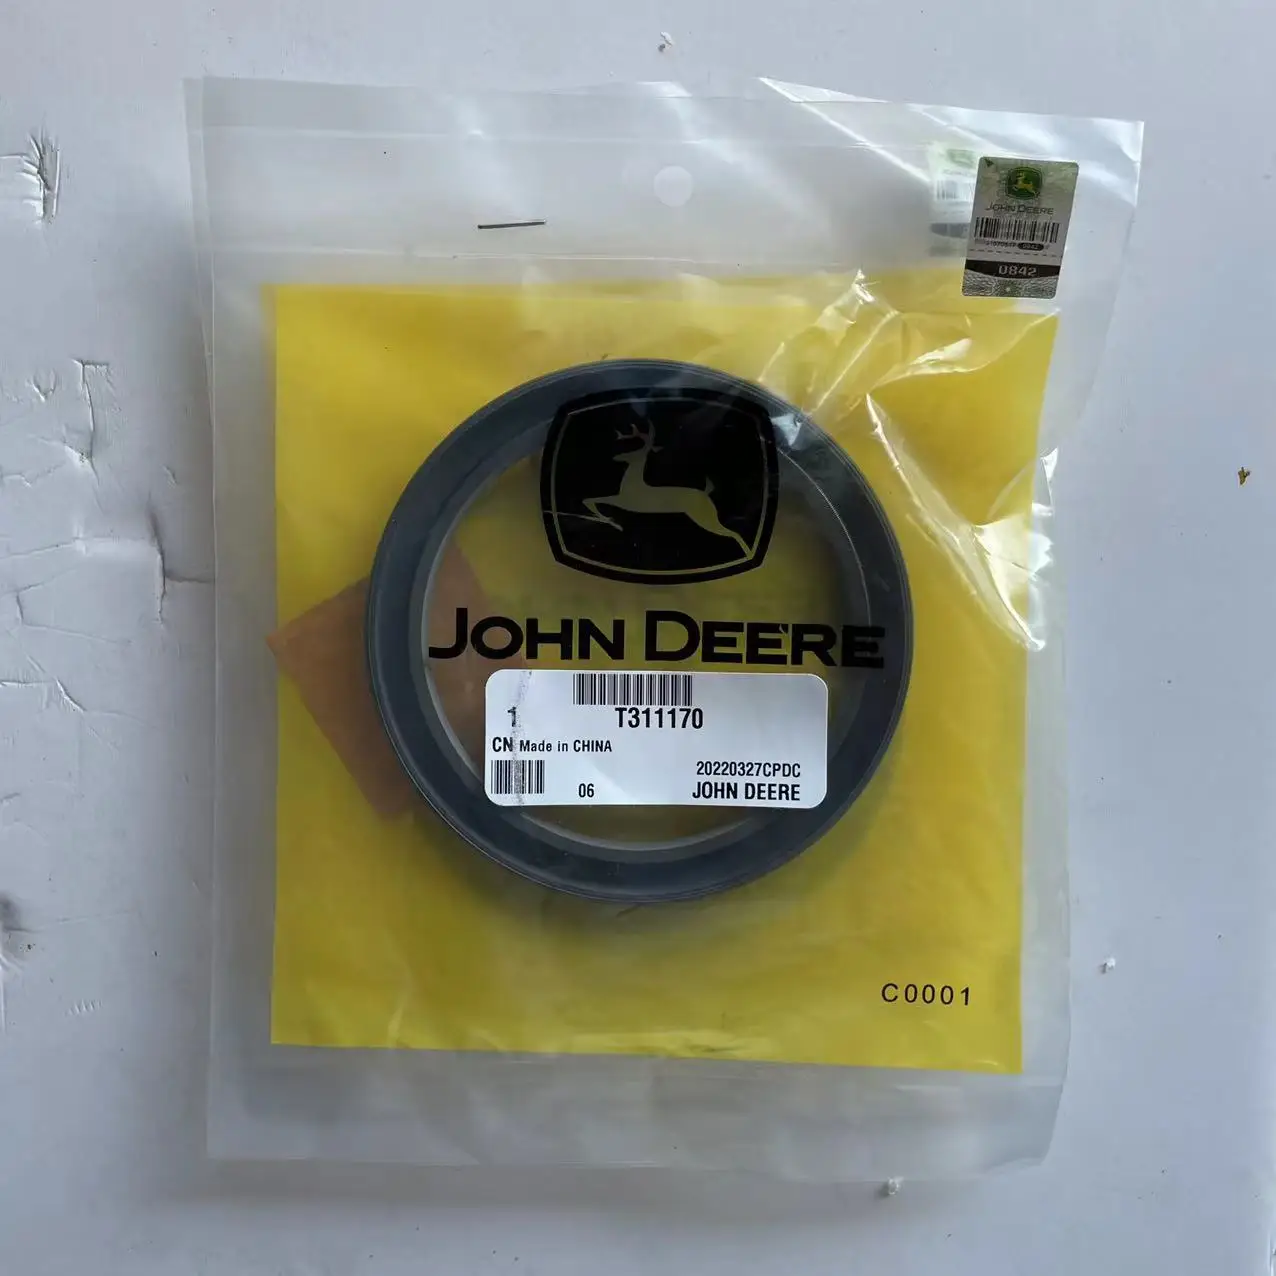 JOHN DEERE
0842
JOHN DEERE
1 T311170
CN Made in CHINA
20220327CPDC
06 JOHN DEERE
C0001